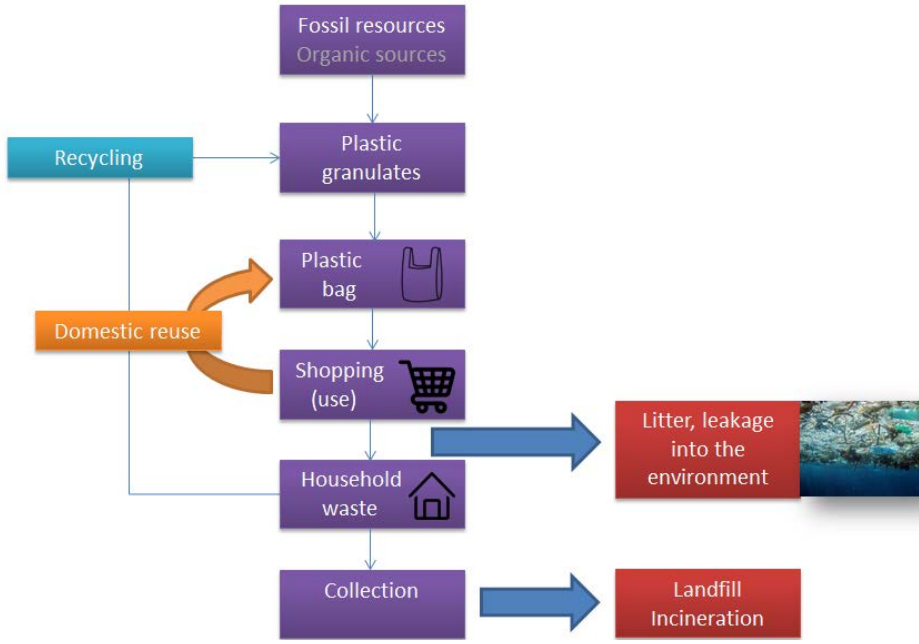 Fossil resources
Organic sources
Recycling
Plastic
granulates
Plastic
bag
Domestic reuse
Shopping
(use)
Litter, leakage
into the
environment
Household
waste
Collection
Landfill
Incineration